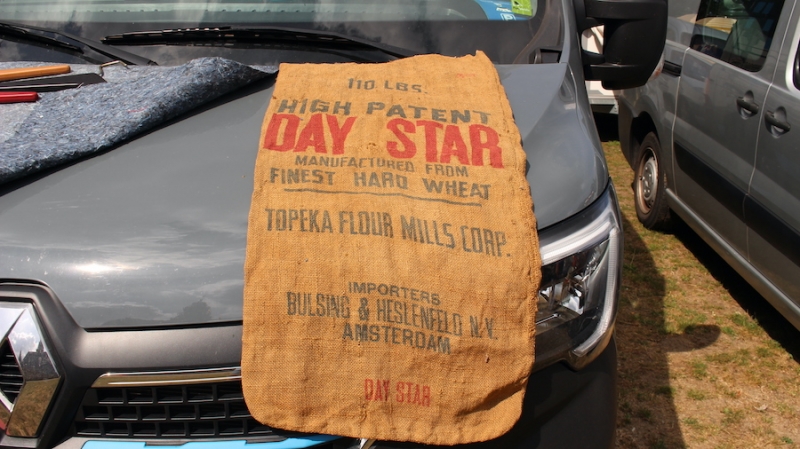 110 LBS.
HIGH PATENT
DAY STAR
MANUFACTURED FROM
FINEST HARD WHEAT
TOPEKA FLOUR MILLS CORP.
IMPORTERS
BULSING & HESLENFELD N.V.
AMSTERDAM
DAY STAR